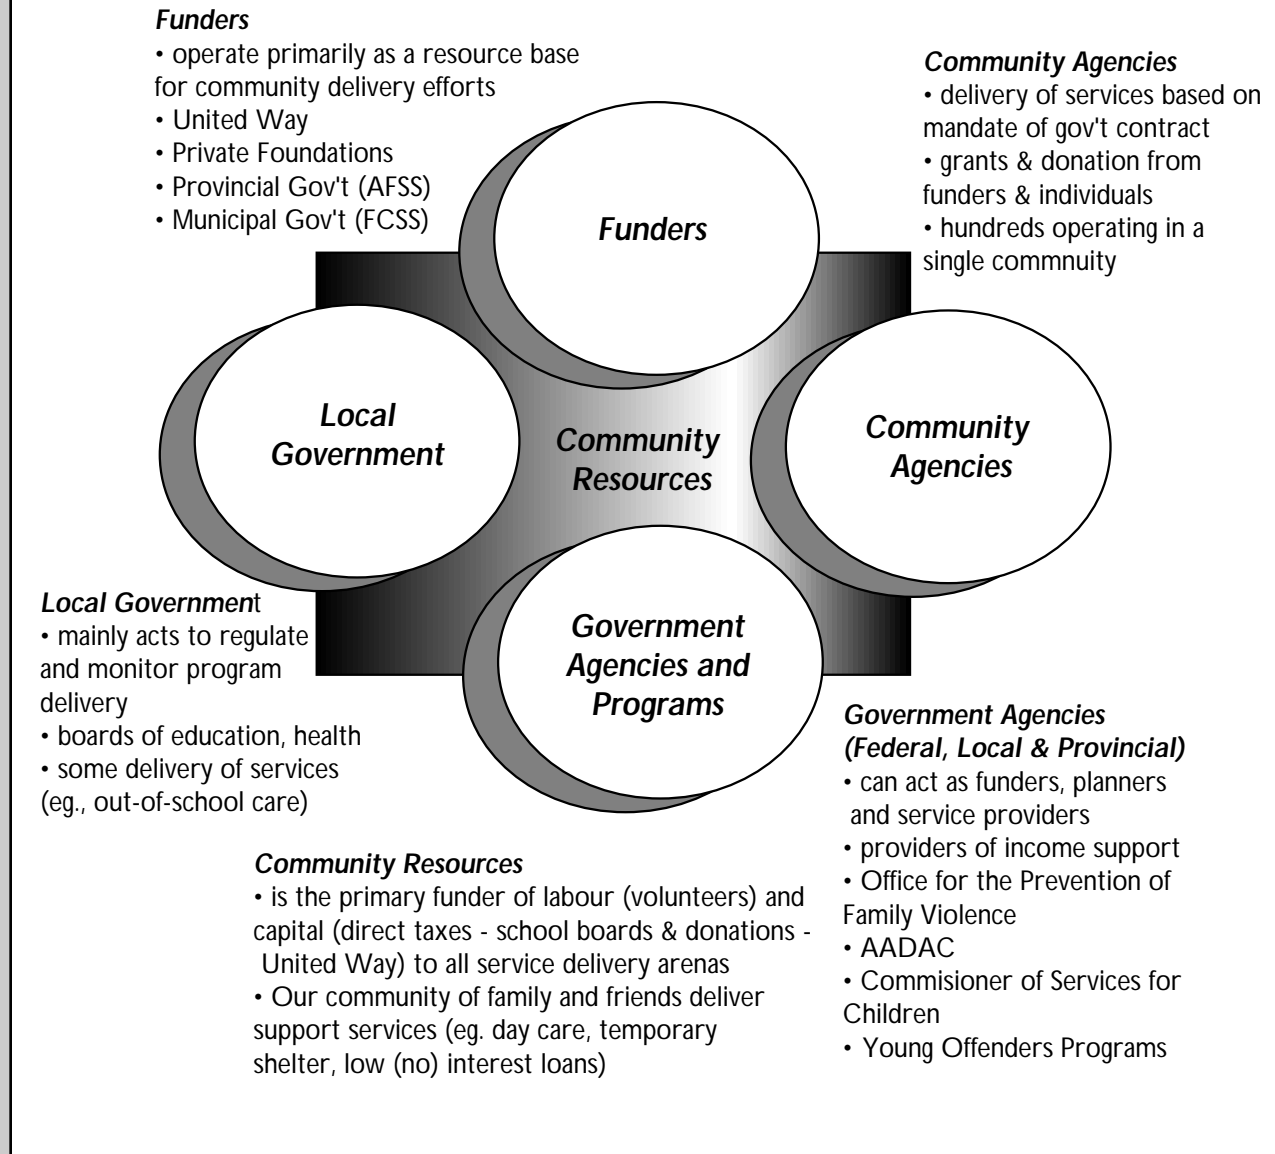 Funders
• operate primarily as a resource base
for community delivery efforts
• United Way
• Private Foundations
• Provincial Gov't (AFSS)
• Municipal Gov't (FCSS)
Community Agencies
• delivery of services based on
mandate of gov't contract
• grants & donation from
funders & individuals
• hundreds operating in a
single commnuity
Funders
Local
Government
Community
Resources
Community
Agencies
Government
Agencies and
Programs
Local Government
• mainly acts to regulate
and monitor program
delivery
• boards of education, health
• some delivery of services
(eg., out-of-school care)
Government Agencies
(Federal, Local & Provincial)
• can act as funders, planners
and service providers
• providers of income support
• Office for the Prevention of
Family Violence
• AADAC
• Commisioner of Services for
Children
• Young Offenders Programs
Community Resources
• is the primary funder of labour (volunteers) and
capital (direct taxes - school boards & donations -
United Way) to all service delivery arenas
• Our community of family and friends deliver
support services (eg. day care, temporary
shelter, low (no) interest loans)